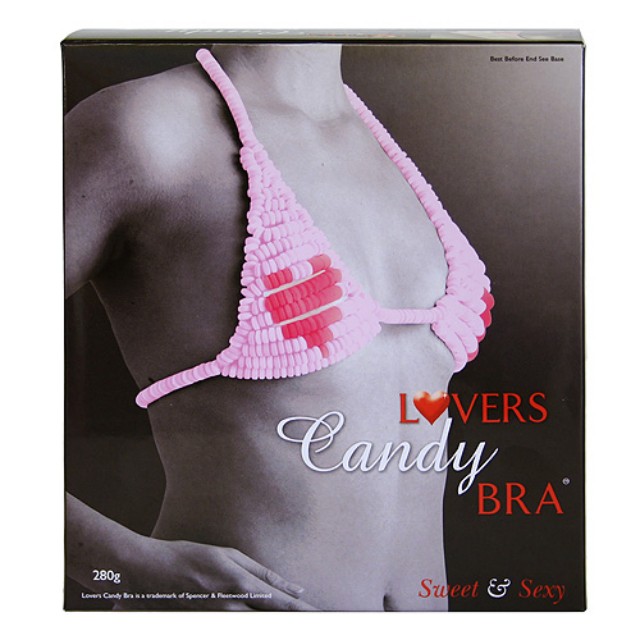 Best Before End See Base
LOVERS
Candy
BRA®
280g
Lovers Candy Bra is a trademark of Spencer & Fleetwood Limited
Sweet & Sexy